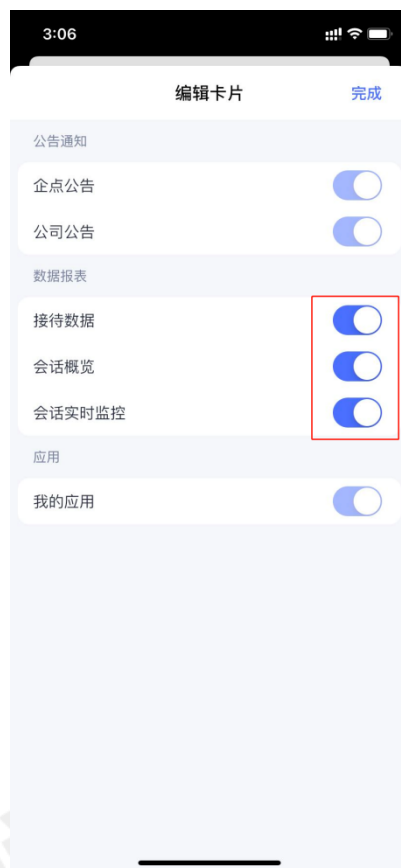 3:06
编辑卡片
完成
公告通知
企点公告
公司公告
数据报表
接待数据
会话概览
会话实时监控
应用
我的应用